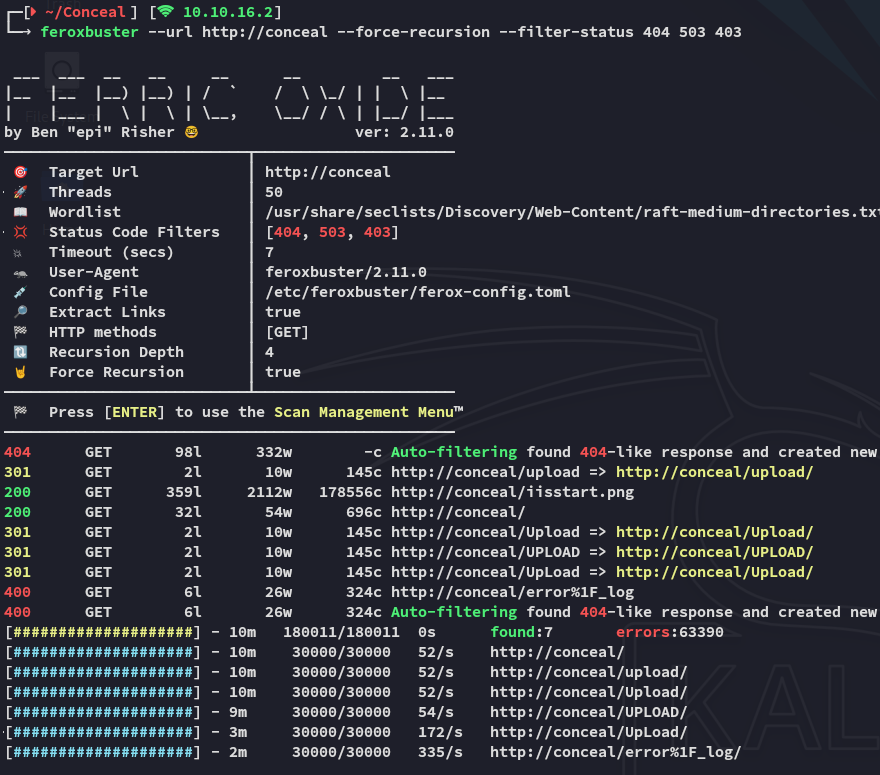 ┌─[ ~/Conceal] [ 10.10.16.2]
└─→ feroxbuster --url http://conceal --force-recursion --filter-status 404 503 403
 ___  ___  __   __     __      __         __   ___
|__  |__  |__) |__) | /  `    /  \ \_/ | |  \ |__
|    |___ |  \ |  \ | \__,    \__/ / \ | |__/ |___
by Ben "epi" Risher 🤓                 ver: 2.11.0
───────────────────────────┬──────────────────────
 🎯  Target Url            │ http://conceal
 🚀  Threads               │ 50
 📖  Wordlist              │ /usr/share/seclists/Discovery/Web-Content/raft-medium-directories.txt
 💢  Status Code Filters   │ [404, 503, 403]
 💥  Timeout (secs)        │ 7
 🦡  User-Agent            │ feroxbuster/2.11.0
 💉  Config File           │ /etc/feroxbuster/ferox-config.toml
 🔎  Extract Links         │ true
 🏁  HTTP methods          │ [GET]
 🔃  Recursion Depth       │ 4
 🤘  Force Recursion       │ true
───────────────────────────┴──────────────────────
 🏁  Press [ENTER] to use the Scan Management Menu™
──────────────────────────────────────────────────
404      GET       98l      332w        -c Auto-filtering found 404-like response and created new
301      GET        2l       10w      145c http://conceal/upload => http://conceal/upload/
200      GET      359l     2112w   178556c http://conceal/iisstart.png
200      GET       32l       54w      696c http://conceal/
301      GET        2l       10w      145c http://conceal/Upload => http://conceal/Upload/
301      GET        2l       10w      145c http://conceal/UPLOAD => http://conceal/UPLOAD/
301      GET        2l       10w      145c http://conceal/UpLoad => http://conceal/UpLoad/
400      GET        6l       26w      324c http://conceal/error%1F_log
400      GET        6l       26w      324c Auto-filtering found 404-like response and created new
[####################] - 10m   180011/180011  0s      found:7       errors:63390
[####################] - 10m    30000/30000   52/s    http://conceal/
[####################] - 10m    30000/30000   52/s    http://conceal/upload/
[####################] - 10m    30000/30000   52/s    http://conceal/Upload/
[####################] - 9m     30000/30000   54/s    http://conceal/UPLOAD/
[####################] - 3m     30000/30000   172/s   http://conceal/UpLoad/
[####################] - 2m     30000/30000   335/s   http://conceal/error%1F_log/
KAL